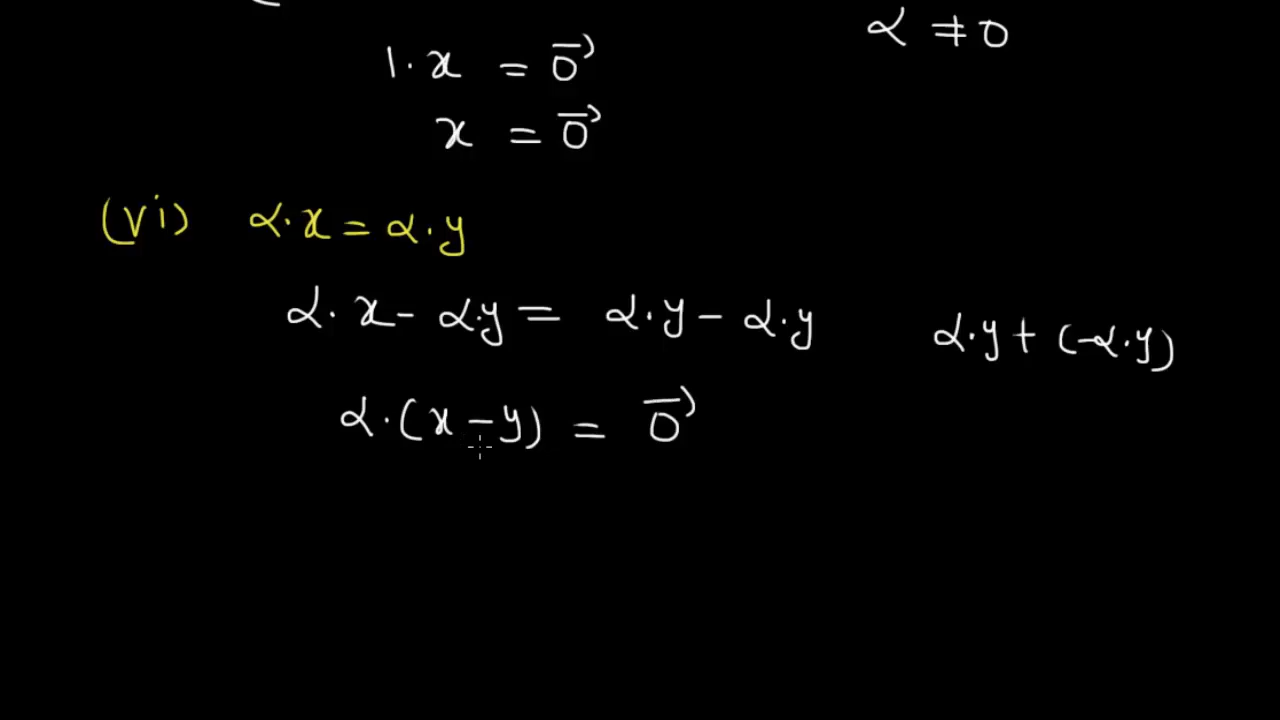 α ≠ 0
1·x = 0⃗
x = 0⃗
(vi) α·x = α·y
α·x - α·y = α·y - α·y
α·y + (-α·y)
α·(x - y) = 0⃗